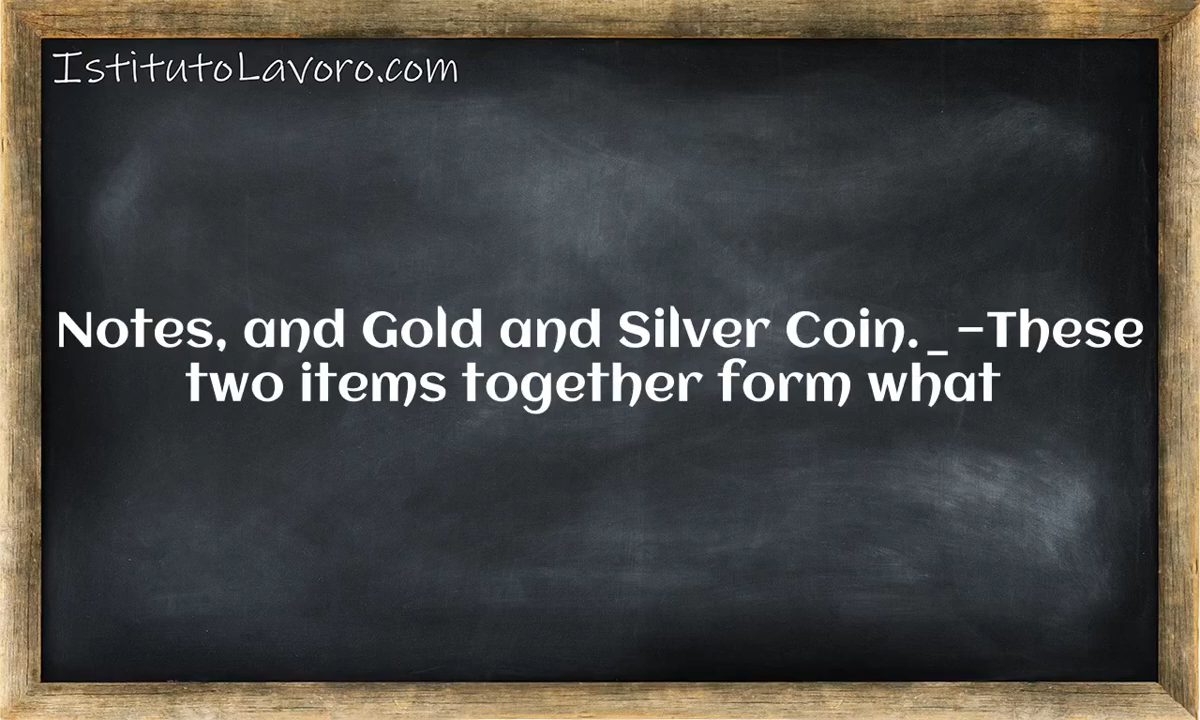 IstitutoLavoro.com
Notes, and Gold and Silver Coin._ —These
two items together form what